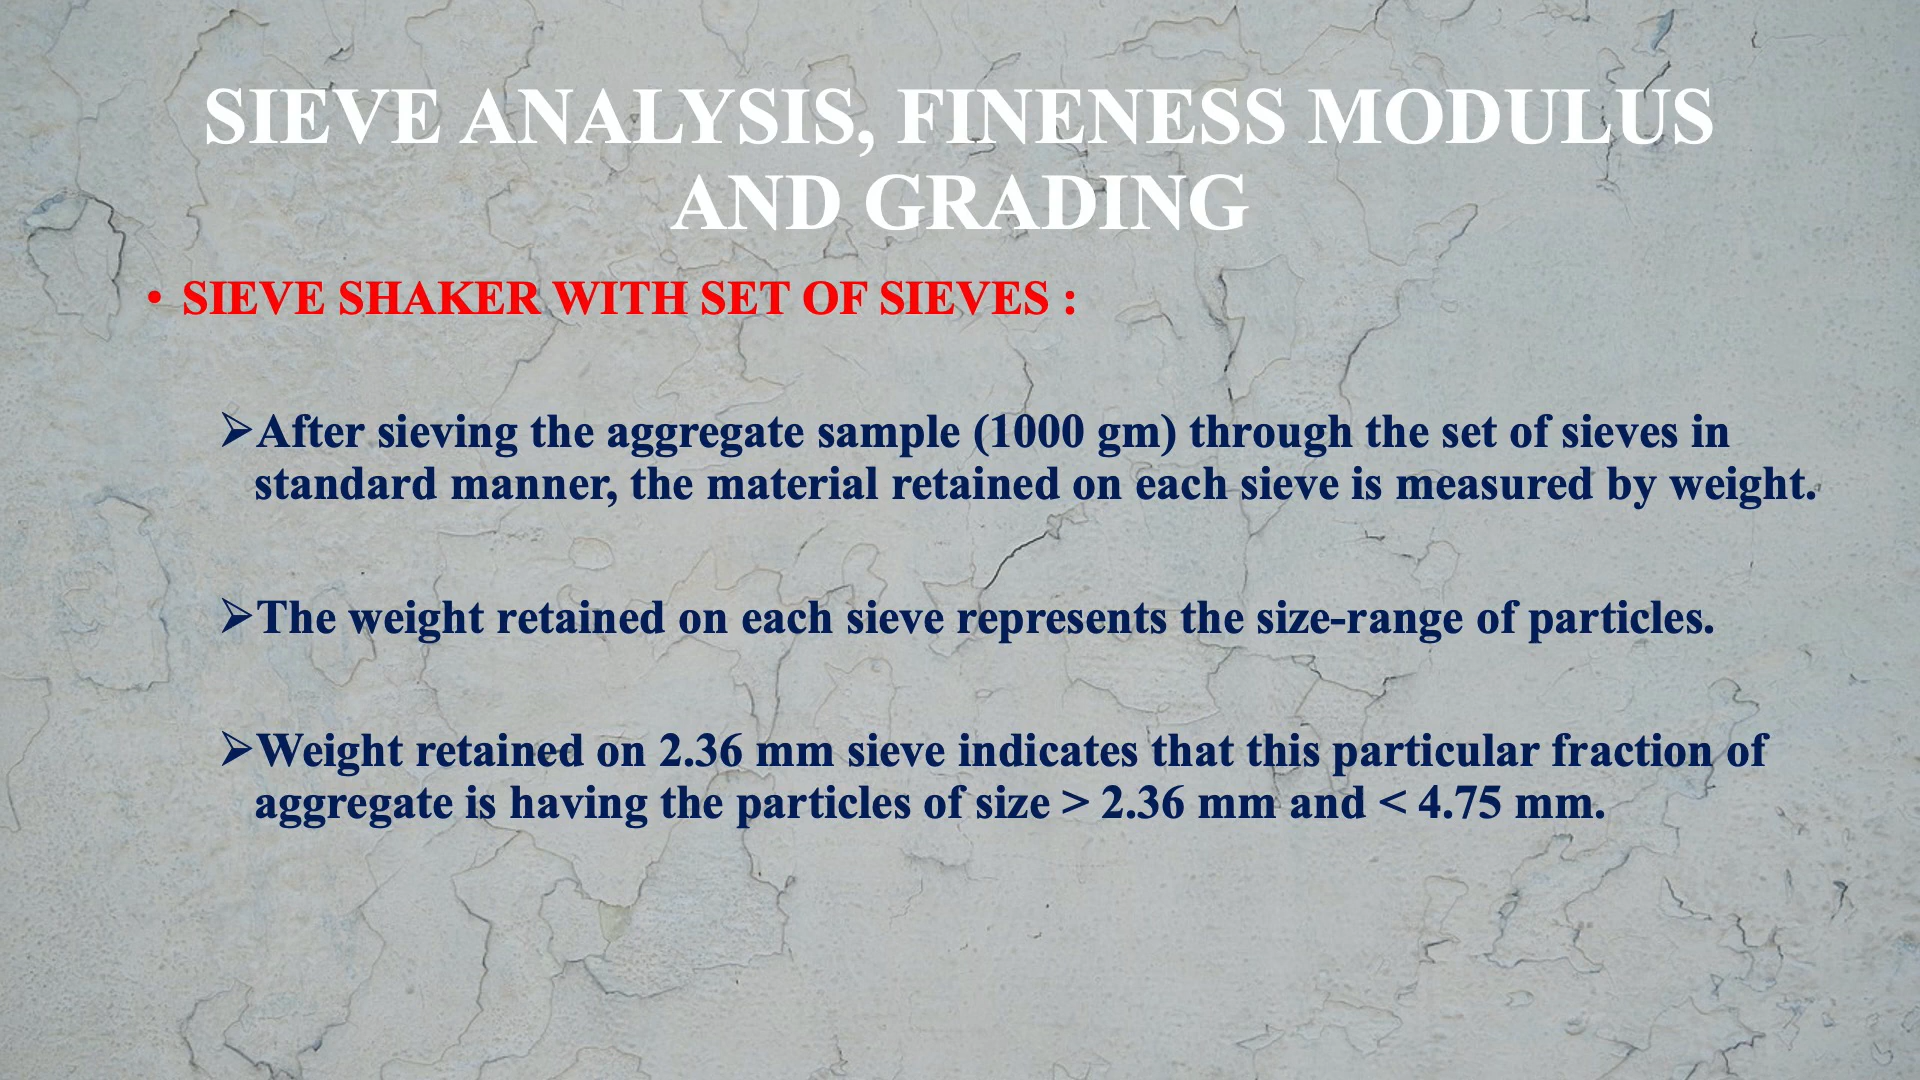 SIEVE ANALYSIS, FINENESS MODULUS
AND GRADING
• SIEVE SHAKER WITH SET OF SIEVES :
➢After sieving the aggregate sample (1000 gm) through the set of sieves in
standard manner, the material retained on each sieve is measured by weight.
➢The weight retained on each sieve represents the size-range of particles.
➢Weight retained on 2.36 mm sieve indicates that this particular fraction of
aggregate is having the particles of size > 2.36 mm and < 4.75 mm.